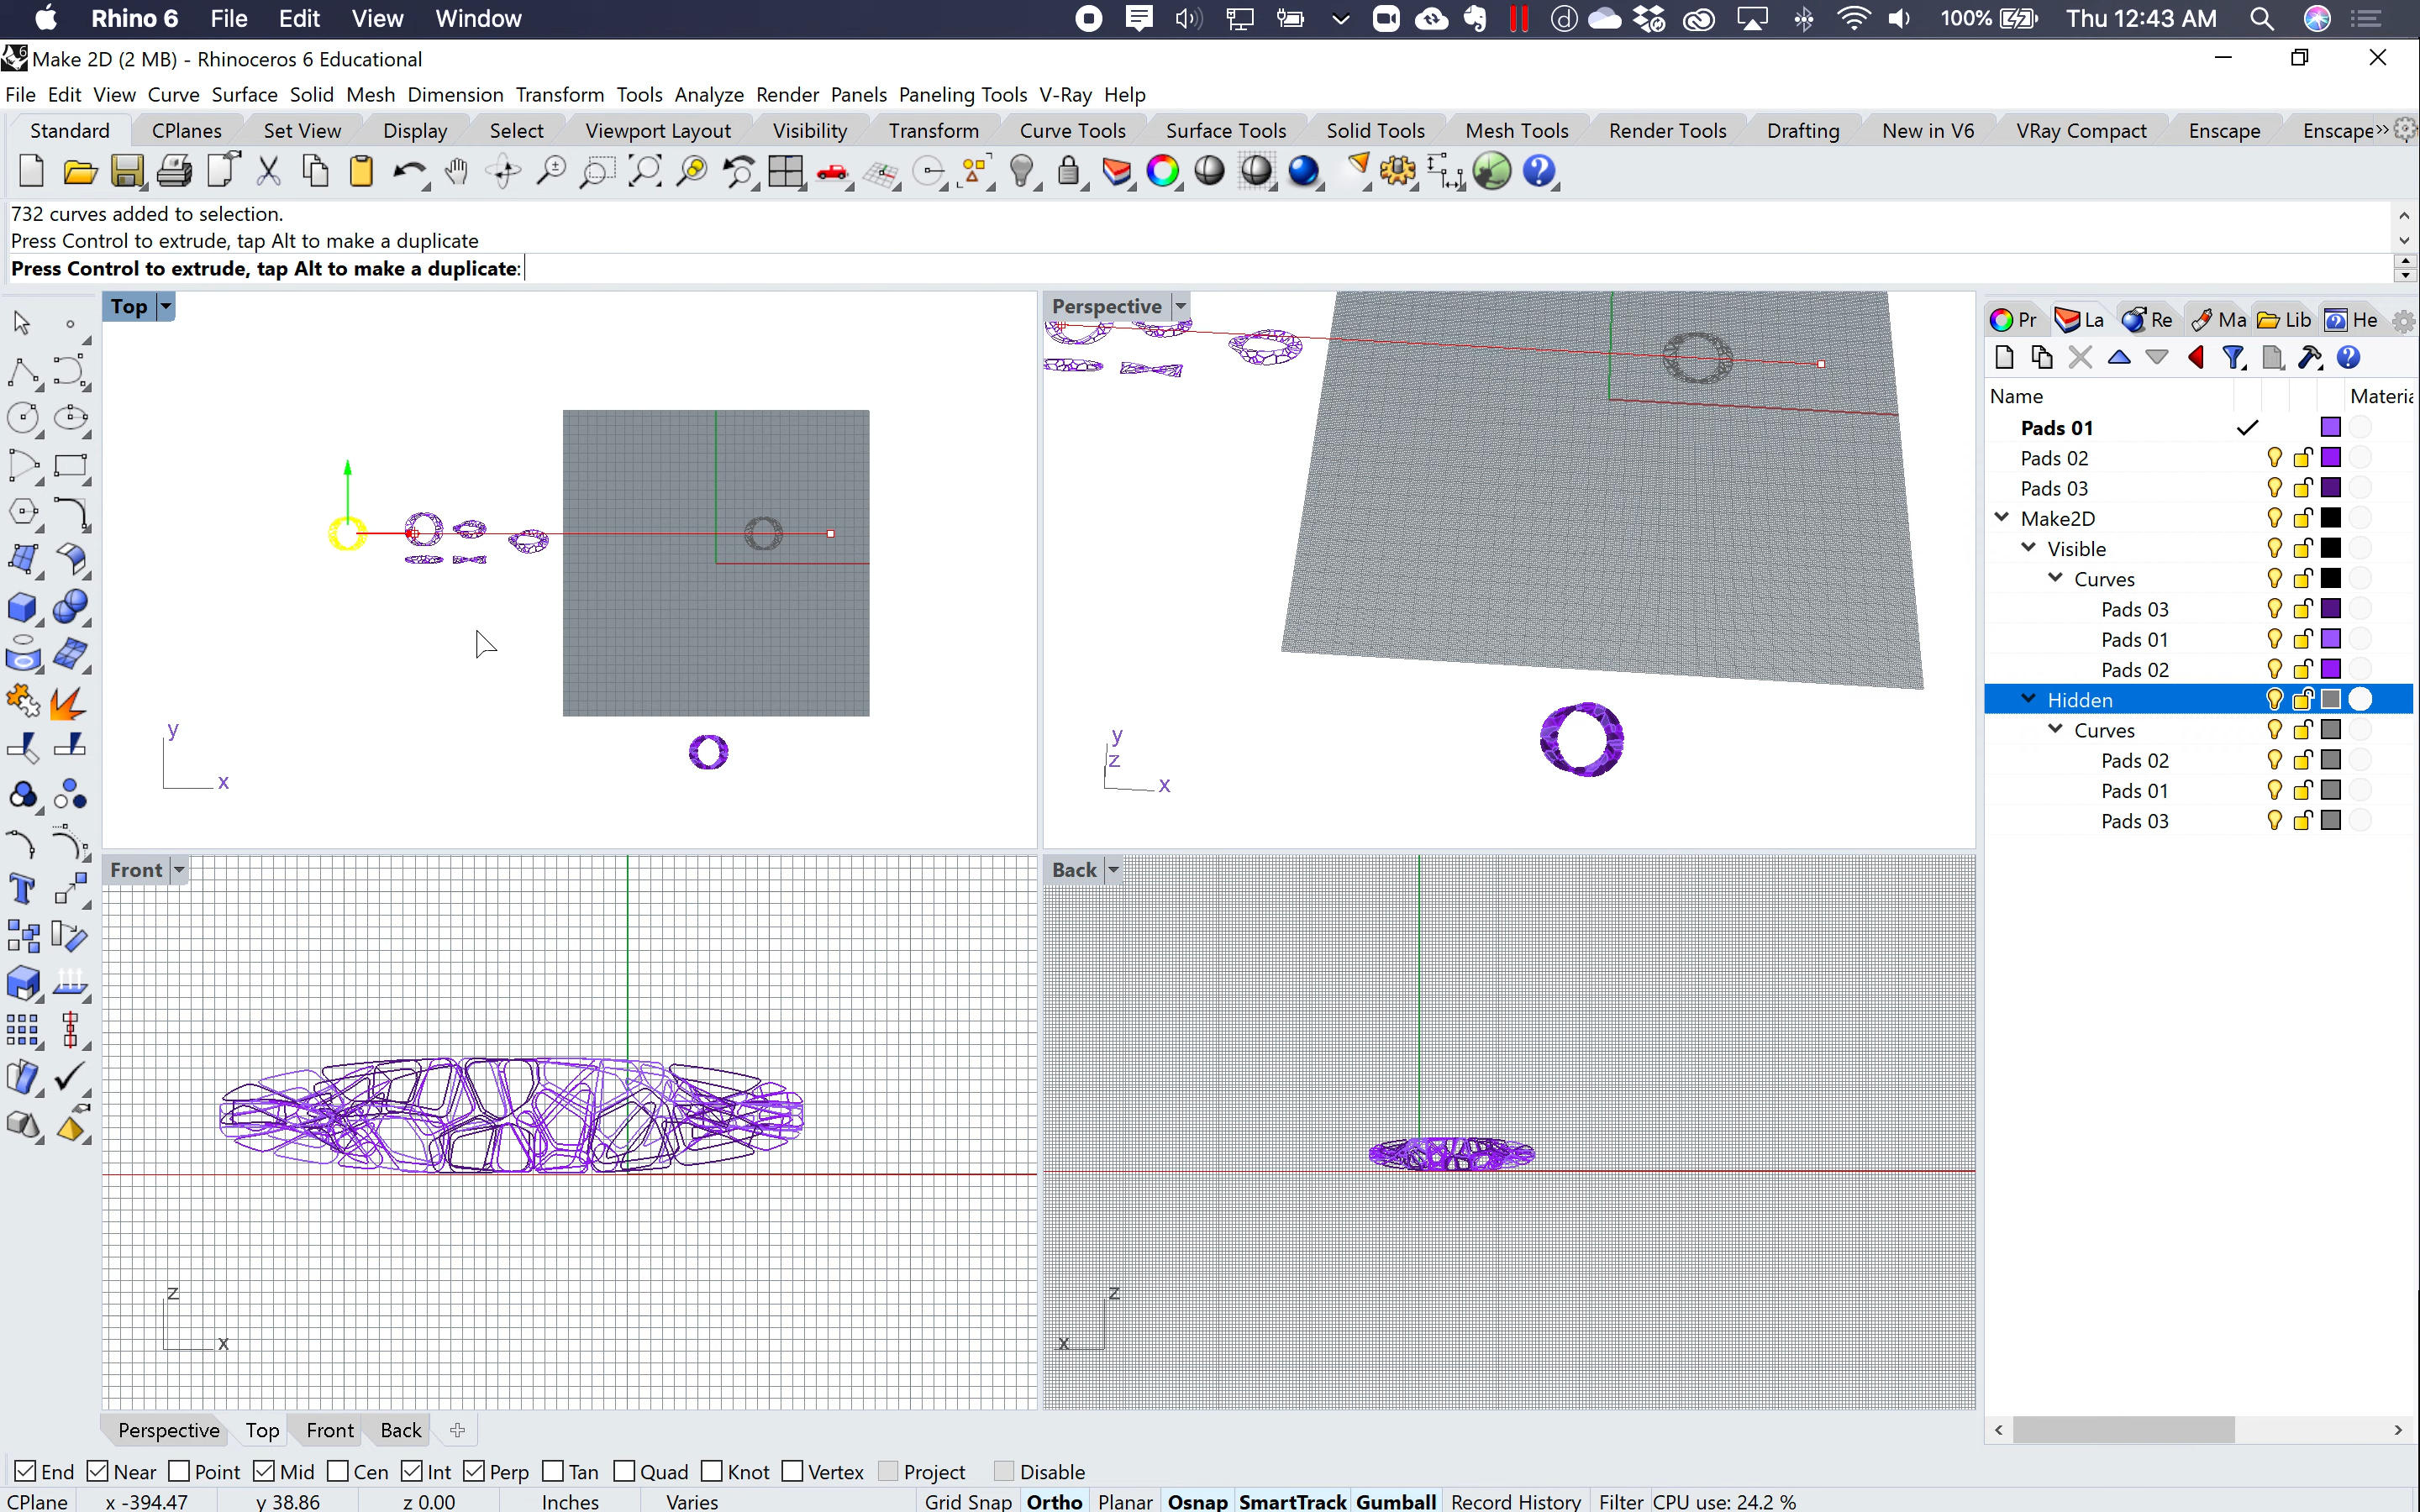 Rhino 6 File Edit View Window 100% Thu 12:43 AM
Make 2D (2 MB) - Rhinoceros 6 Educational
File Edit View Curve Surface Solid Mesh Dimension Transform Tools Analyze Render Panels Paneling Tools V-Ray Help
Standard CPlanes Set View Display Select Viewport Layout Visibility Transform Curve Tools Surface Tools Solid Tools Mesh Tools Render Tools Drafting New in V6 VRay Compact Enscape Enscape»
732 curves added to selection.
Press Control to extrude, tap Alt to make a duplicate
Press Control to extrude, tap Alt to make a duplicate:
Top
y
x
Perspective
y
z
x
Front
z
x
Back
z
x
Pr La Re Ma Lib He
Name Materia
Pads 01
Pads 02
Pads 03
Make2D
Visible
Curves
Pads 03
Pads 01
Pads 02
Hidden
Curves
Pads 02
Pads 01
Pads 03
Perspective Top Front Back
End Near Point Mid Cen Int Perp Tan Quad Knot Vertex Project Disable
CPlane x -394.47 y 38.86 z 0.00 Inches Varies Grid Snap Ortho Planar Osnap SmartTrack Gumball Record History Filter CPU use: 24.2 %